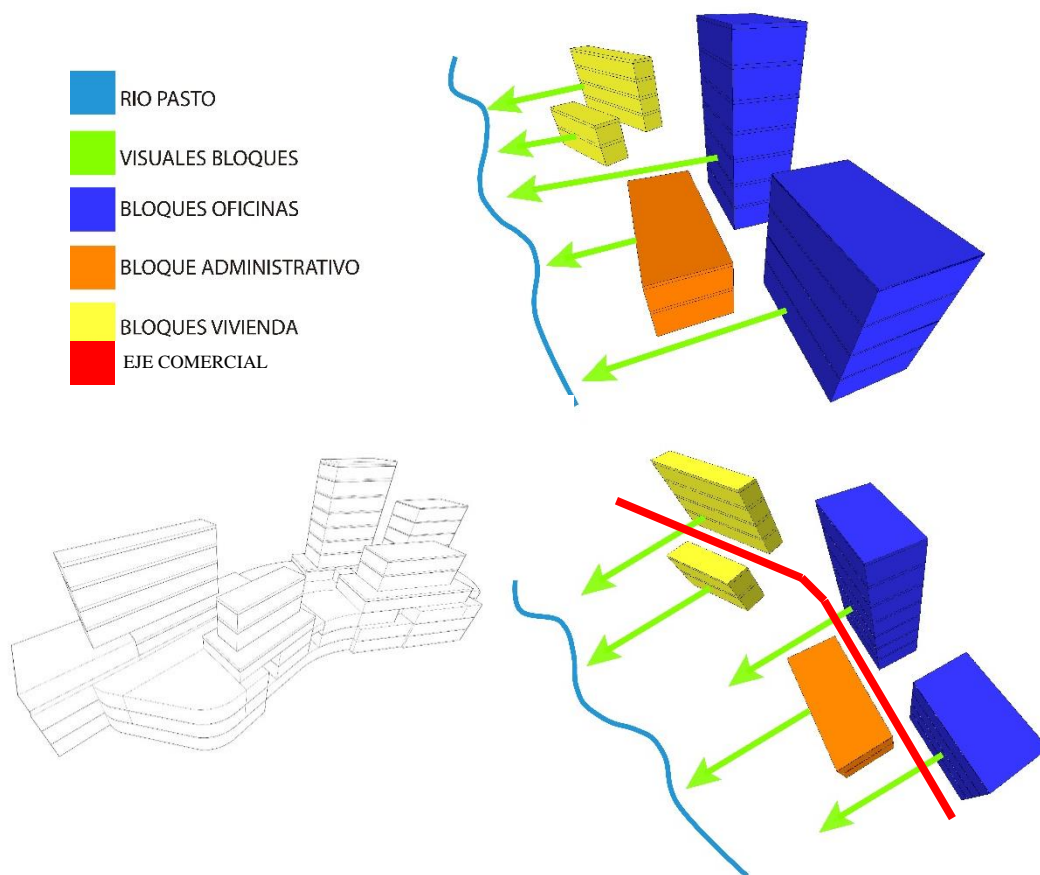 RIO PASTO
VISUALES BLOQUES
BLOQUES OFICINAS
BLOQUE ADMINISTRATIVO
BLOQUES VIVIENDA
EJE COMERCIAL